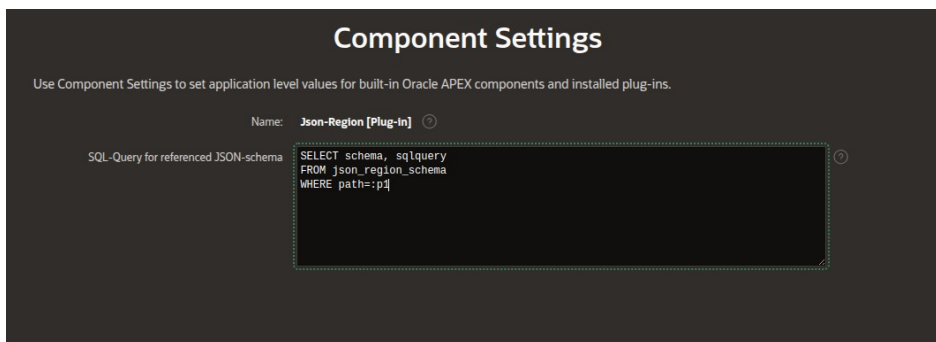 Component Settings
Use Component Settings to set application level values for built-in Oracle APEX components and installed plug-ins.
Name: Json-Region [Plug-In] ?
SQL-Query for referenced JSON-schema SELECT schema, sqlquery ?
FROM json_region_schema
WHERE path=:p1